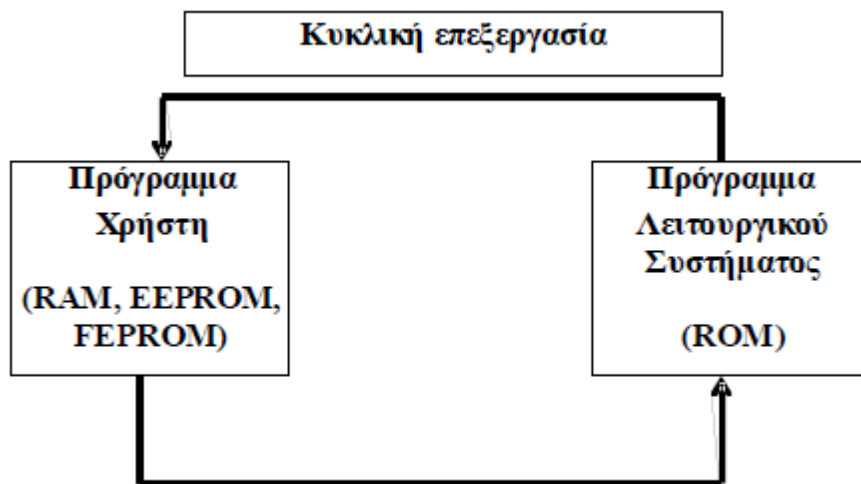 Κυκλική επεξεργασία
Πρόγραμμα
Χρήστη
(RAM, EEPROM,
FEPROM)
Πρόγραμμα
Λειτουργικού
Συστήματος
(ROM)